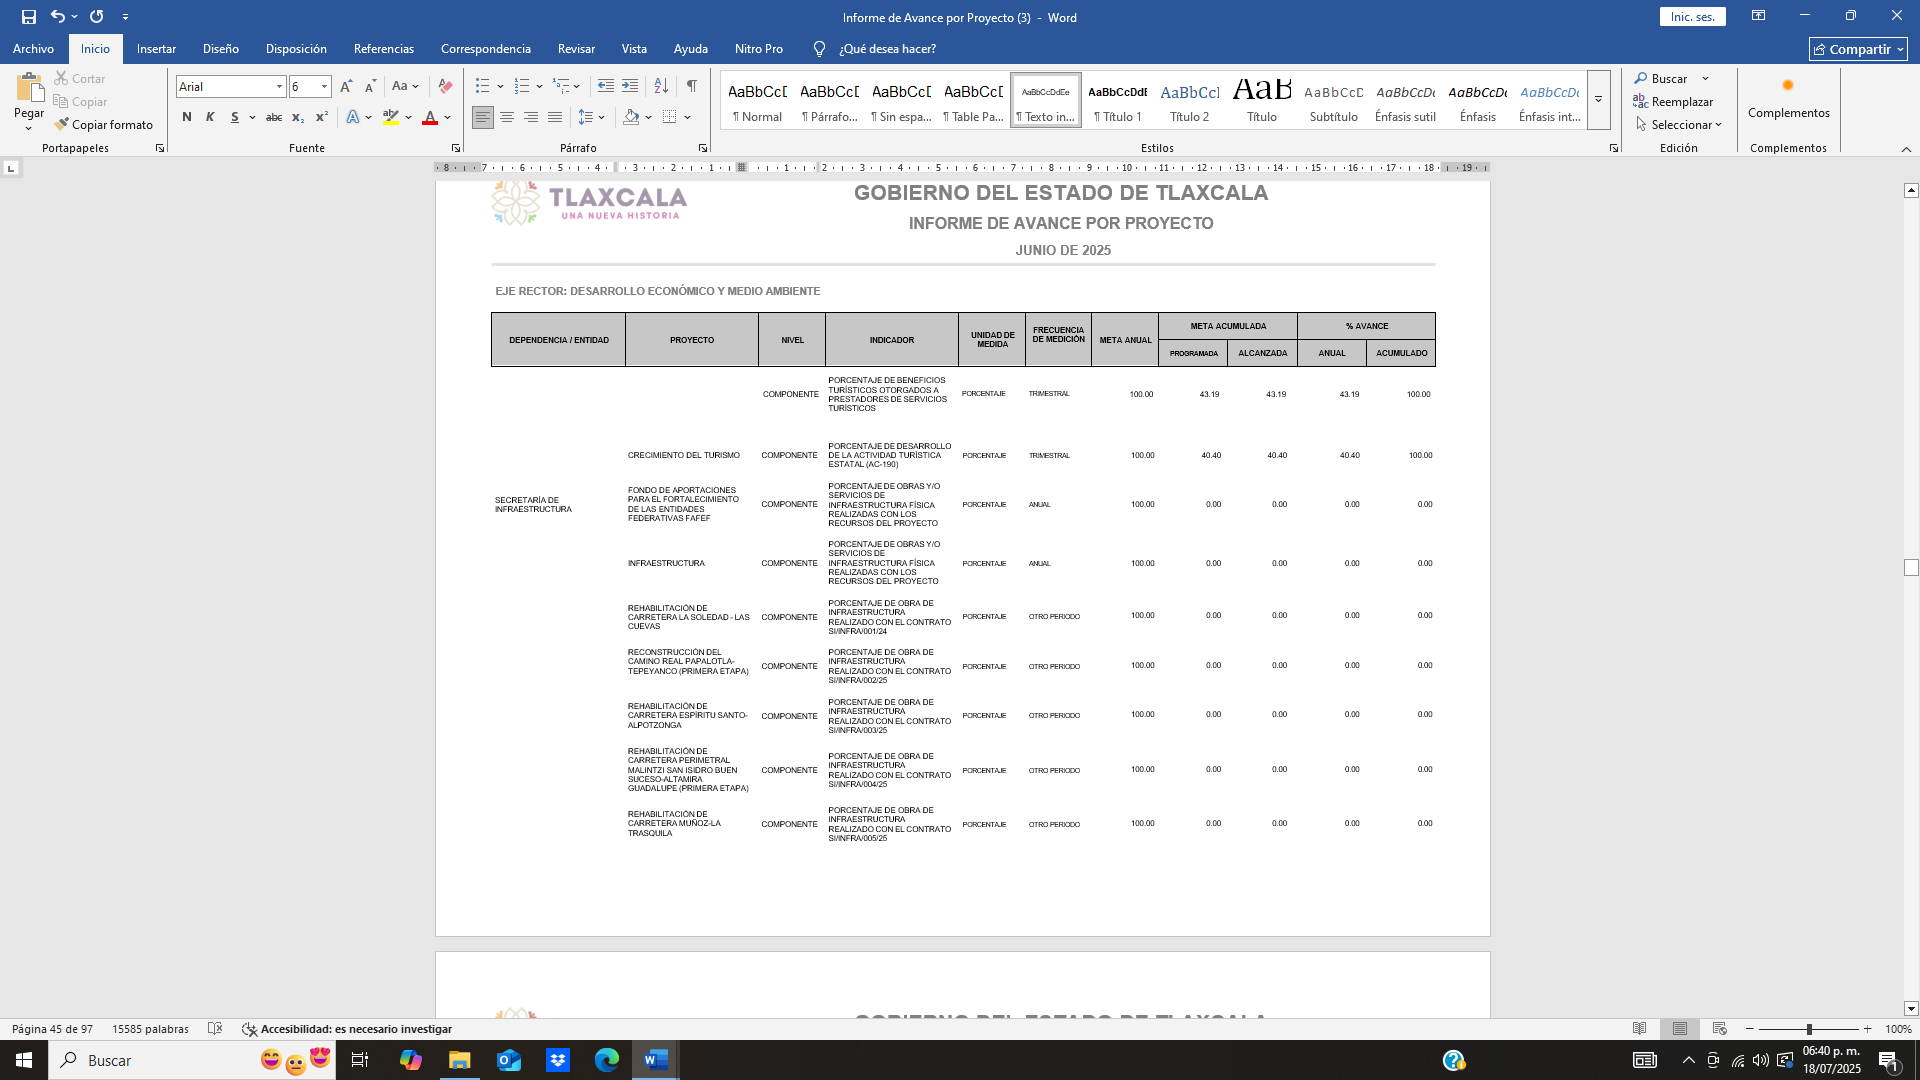 Informe de Avance por Proyecto (3) - Word
Inic. ses.
Archivo Inicio Insertar Diseño Disposición Referencias Correspondencia Revisar Vista Ayuda Nitro Pro ¿Qué desea hacer? Compartir
Pegar
Cortar
Copiar
Copiar formato
Portapapeles
Arial 6
Fuente
Párrafo
AaBbCcDdEe
¶ Normal ¶ Párrafo... ¶ Sin espa... ¶ Table Pa... ¶ Texto in... ¶ Título 1 Título 2 Título Subtítulo Énfasis sutil Énfasis Énfasis int...
Estilos
Buscar
Reemplazar
Seleccionar
Edición
Complementos
Complementos
TLAXCALA
UNA NUEVA HISTORIA
GOBIERNO DEL ESTADO DE TLAXCALA
INFORME DE AVANCE POR PROYECTO
JUNIO DE 2025
EJE RECTOR: DESARROLLO ECONÓMICO Y MEDIO AMBIENTE
DEPENDENCIA / ENTIDAD PROYECTO NIVEL INDICADOR UNIDAD DE MEDIDA FRECUENCIA DE MEDICIÓN META ANUAL META ACUMULADA % AVANCE
PROGRAMADA ALCANZADA ANUAL ACUMULADO
COMPONENTE PORCENTAJE DE BENEFICIOS TURÍSTICOS OTORGADOS A PRESTADORES DE SERVICIOS TURÍSTICOS PORCENTAJE TRIMESTRAL 100.00 43.19 43.19 43.19 100.00
CRECIMIENTO DEL TURISMO COMPONENTE PORCENTAJE DE DESARROLLO DE LA ACTIVIDAD TURÍSTICA ESTATAL (AC-190) PORCENTAJE TRIMESTRAL 100.00 40.40 40.40 40.40 100.00
SECRETARÍA DE INFRAESTRUCTURA FONDO DE APORTACIONES PARA EL FORTALECIMIENTO DE LAS ENTIDADES FEDERATIVAS FAFEF COMPONENTE PORCENTAJE DE OBRAS Y/O SERVICIOS DE INFRAESTRUCTURA FÍSICA REALIZADAS CON LOS RECURSOS DEL PROYECTO PORCENTAJE ANUAL 100.00 0.00 0.00 0.00 0.00
INFRAESTRUCTURA COMPONENTE PORCENTAJE DE OBRAS Y/O SERVICIOS DE INFRAESTRUCTURA FÍSICA REALIZADAS CON LOS RECURSOS DEL PROYECTO PORCENTAJE ANUAL 100.00 0.00 0.00 0.00 0.00
REHABILITACIÓN DE CARRETERA LA SOLEDAD - LAS CUEVAS COMPONENTE PORCENTAJE DE OBRA DE INFRAESTRUCTURA REALIZADO CON EL CONTRATO SI/INFRA/001/24 PORCENTAJE OTRO PERIODO 100.00 0.00 0.00 0.00 0.00
RECONSTRUCCIÓN DEL CAMINO REAL PAPALOTLA-TEPEYANCO (PRIMERA ETAPA) COMPONENTE PORCENTAJE DE OBRA DE INFRAESTRUCTURA REALIZADO CON EL CONTRATO SI/INFRA/002/25 PORCENTAJE OTRO PERIODO 100.00 0.00 0.00 0.00 0.00
REHABILITACIÓN DE CARRETERA ESPÍRITU SANTO-ALPOTZONGA COMPONENTE PORCENTAJE DE OBRA DE INFRAESTRUCTURA REALIZADO CON EL CONTRATO SI/INFRA/003/25 PORCENTAJE OTRO PERIODO 100.00 0.00 0.00 0.00 0.00
REHABILITACIÓN DE CARRETERA PERIMETRAL MALINTZI SAN ISIDRO BUEN SUCESO-ALTAMIRA GUADALUPE (PRIMERA ETAPA) COMPONENTE PORCENTAJE DE OBRA DE INFRAESTRUCTURA REALIZADO CON EL CONTRATO SI/INFRA/004/25 PORCENTAJE OTRO PERIODO 100.00 0.00 0.00 0.00 0.00
REHABILITACIÓN DE CARRETERA MUÑOZ-LA TRASQUILA COMPONENTE PORCENTAJE DE OBRA DE INFRAESTRUCTURA REALIZADO CON EL CONTRATO SI/INFRA/005/25 PORCENTAJE OTRO PERIODO 100.00 0.00 0.00 0.00 0.00
Página 45 de 97 15585 palabras Accesibilidad: es necesario investigar 100%
Buscar
06:40 p. m.
18/07/2025